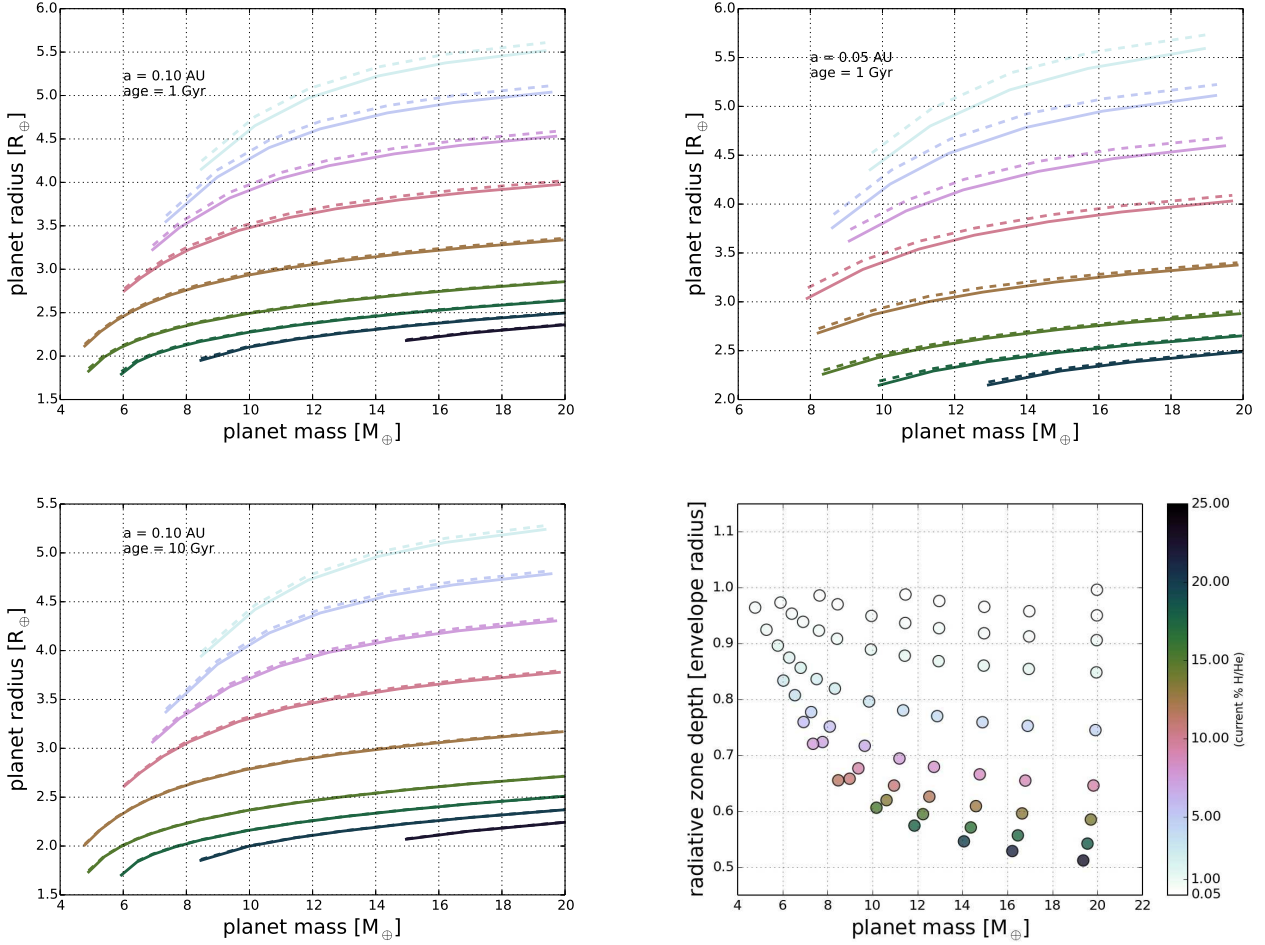 6.0
5.5
5.0
4.5
4.0
3.5
3.0
2.5
2.0
1.5
planet radius [R⊕]
a = 0.10 AU
age = 1 Gyr
4 6 8 10 12 14 16 18 20
planet mass [M⊕]
6.0
5.5
5.0
4.5
4.0
3.5
3.0
2.5
2.0
planet radius [R⊕]
a = 0.05 AU
age = 1 Gyr
6 8 10 12 14 16 18 20
planet mass [M⊕]
5.5
5.0
4.5
4.0
3.5
3.0
2.5
2.0
1.5
planet radius [R⊕]
a = 0.10 AU
age = 10 Gyr
4 6 8 10 12 14 16 18 20
planet mass [M⊕]
1.1
1.0
0.9
0.8
0.7
0.6
0.5
radiative zone depth [envelope radius]
4 6 8 10 12 14 16 18 20 22
planet mass [M⊕]
25.00
20.00
15.00
10.00
5.00
1.00
0.05
(current % H/He)